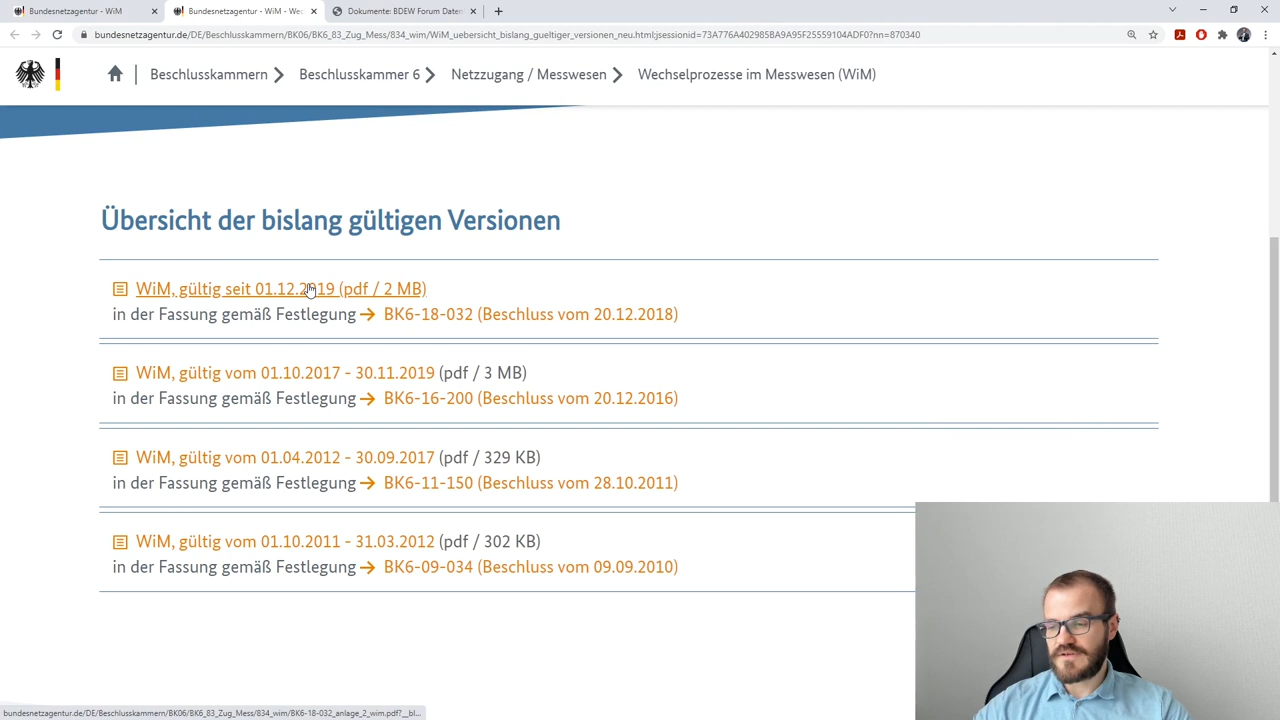 Bundesnetzagentur - WiM
Bundesnetzagentur - WiM - We
Dokumente: BDEW Forum Daten
bundesnetzagentur.de/DE/Beschlusskammern/BK06/BK6_83_Zug_Mess/834_wim/WiM_uebersicht_bislang_gueltiger_versionen_neu.html;jsessionid=73A776A402985BA9A95F25559104ADF0?nn=870340
Beschlusskammern
Beschlusskammer 6
Netzzugang / Messwesen
Wechselprozesse im Messwesen (WiM)
Übersicht der bislang gültigen Versionen
WiM, gültig seit 01.12.2019 (pdf / 2 MB)
in der Fassung gemäß Festlegung → BK6-18-032 (Beschluss vom 20.12.2018)
WiM, gültig vom 01.10.2017 - 30.11.2019 (pdf / 3 MB)
in der Fassung gemäß Festlegung → BK6-16-200 (Beschluss vom 20.12.2016)
WiM, gültig vom 01.04.2012 - 30.09.2017 (pdf / 329 KB)
in der Fassung gemäß Festlegung → BK6-11-150 (Beschluss vom 28.10.2011)
WiM, gültig vom 01.10.2011 - 31.03.2012 (pdf / 302 KB)
in der Fassung gemäß Festlegung → BK6-09-034 (Beschluss vom 09.09.2010)
bundesnetzagentur.de/DE/Beschlusskammern/BK06/BK6_83_Zug_Mess/834_wim/BK6-18-032_anlage_2_wim.pdf?__bl...